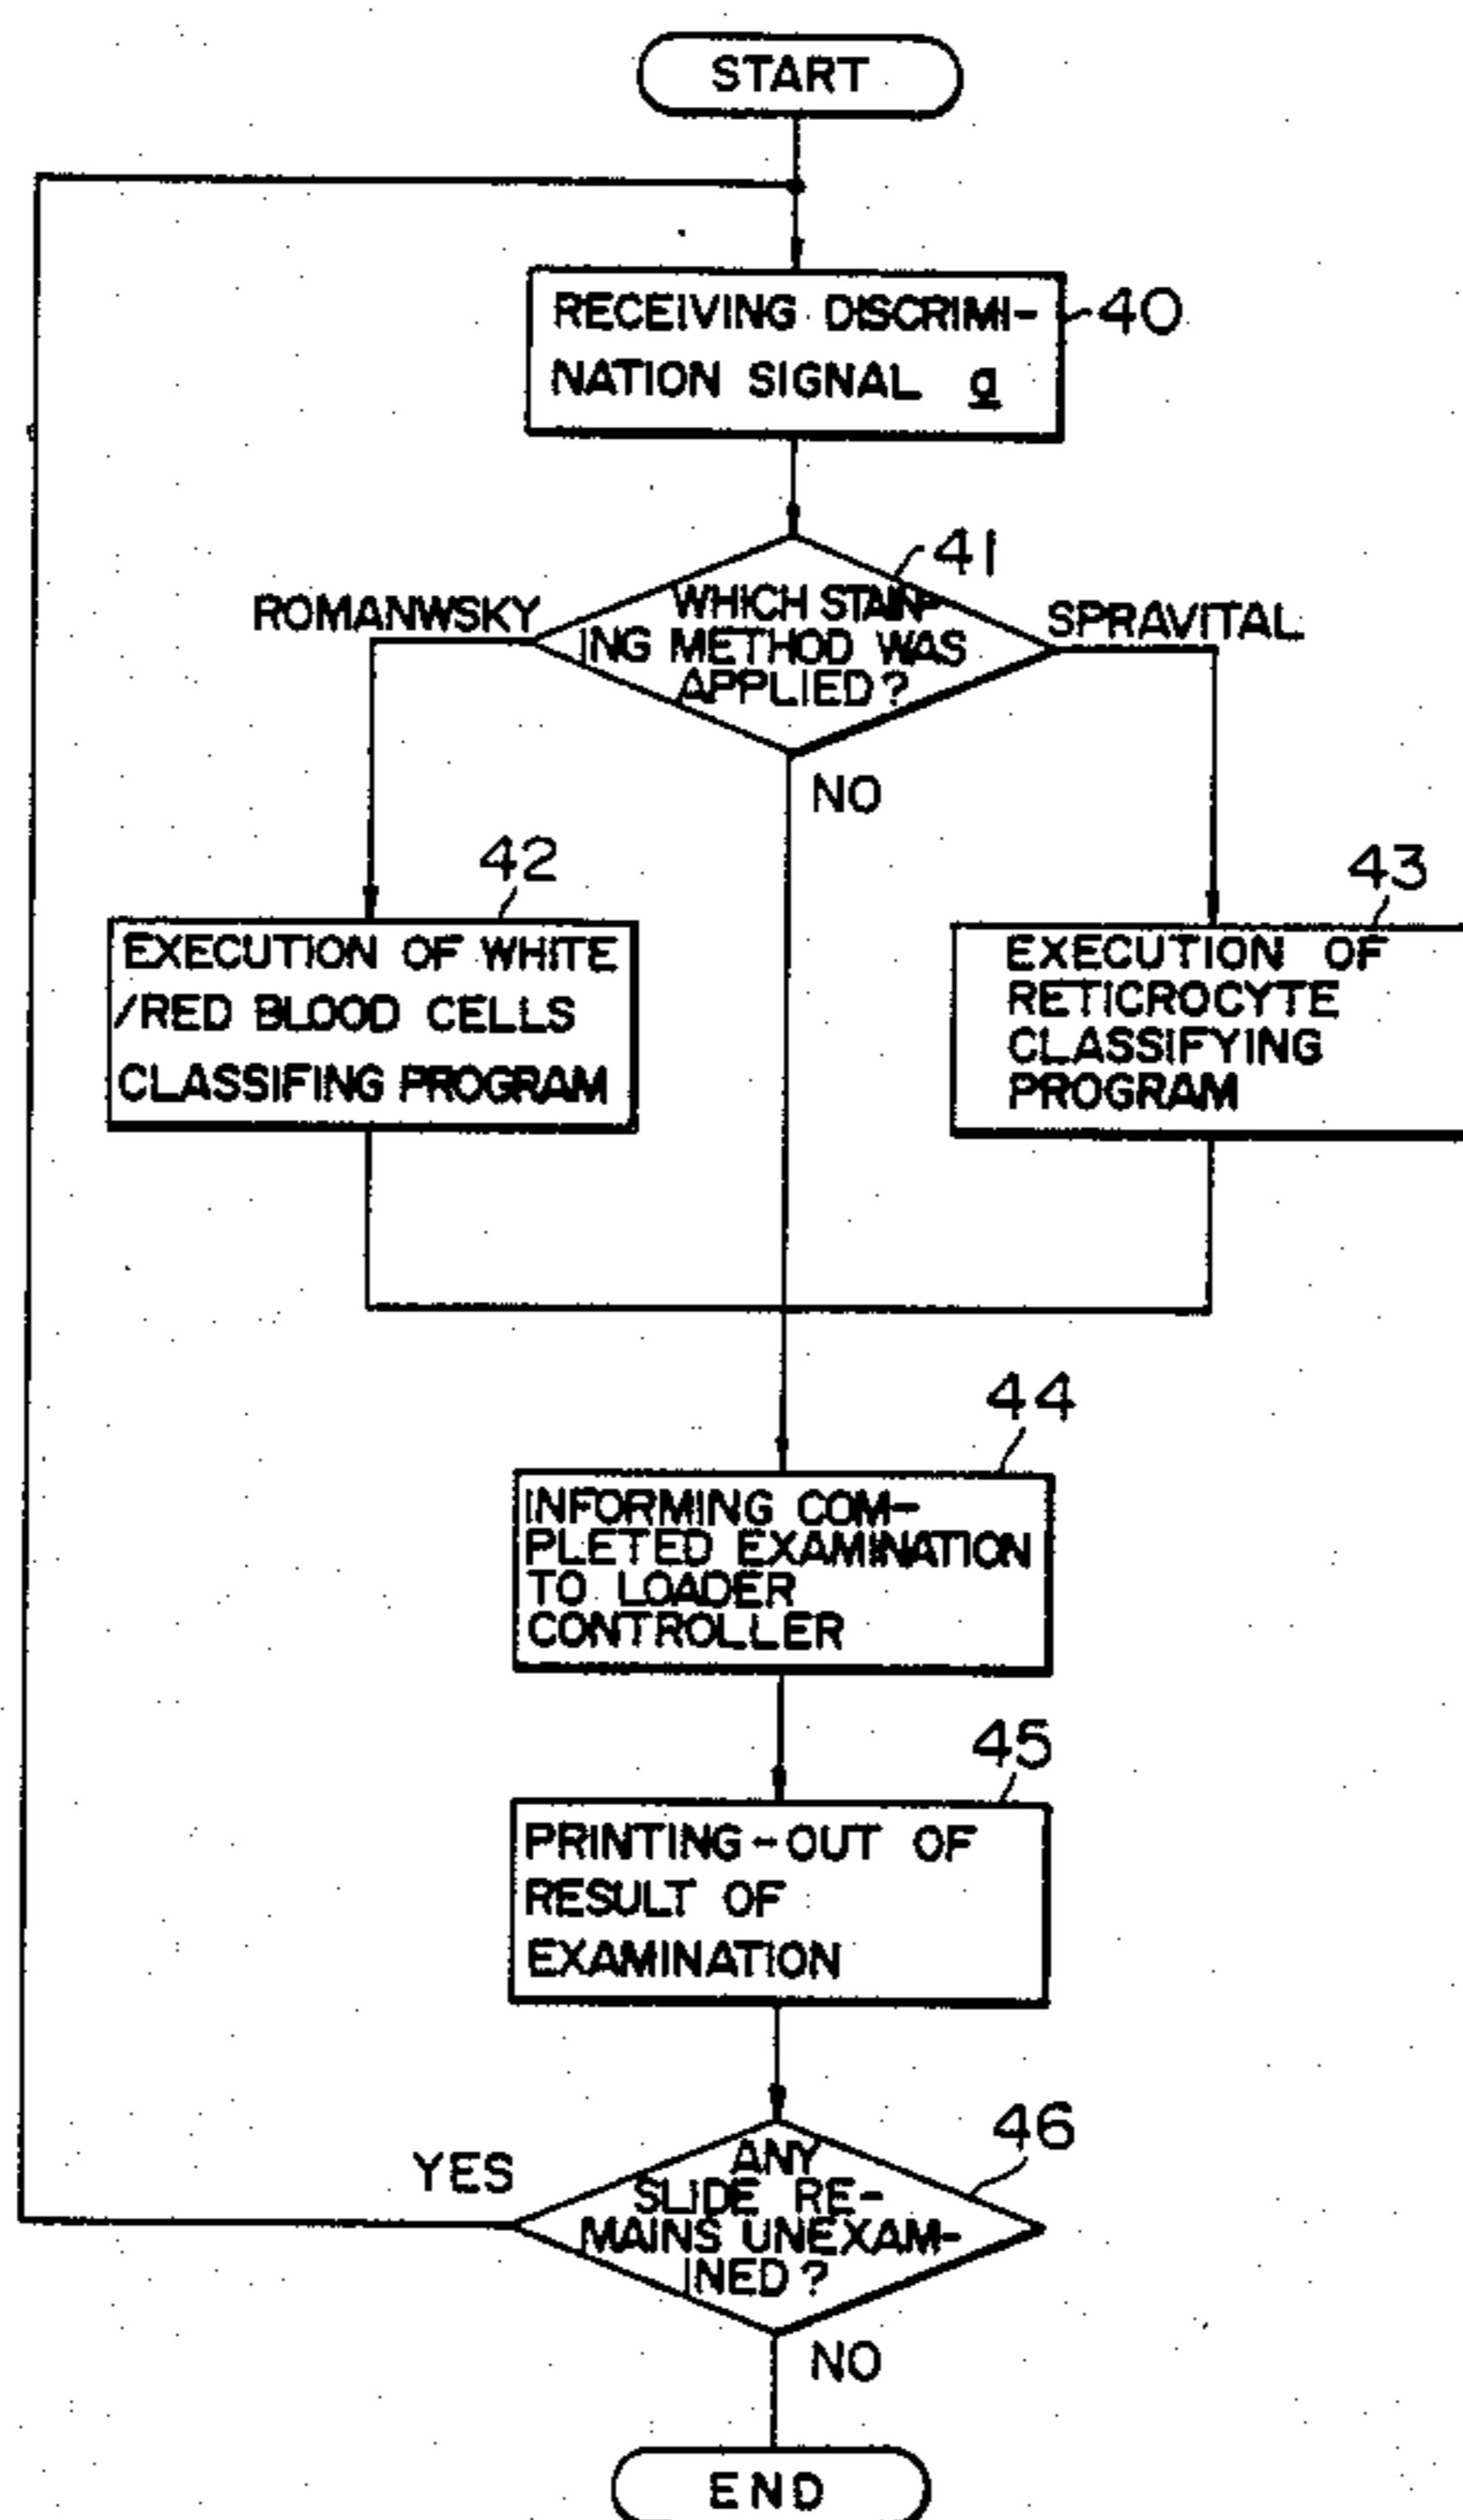 START
RECEIVING DISCRIMI-
NATION SIGNAL a
40
41
ROMANWSKY
WHICH STAIN-
ING METHOD WAS
APPLIED?
SPRAVITAL
NO
42
43
EXECUTION OF WHITE
/RED BLOOD CELLS
CLASSIFING PROGRAM
EXECUTION OF
RETICROCYTE
CLASSIFYING
PROGRAM
44
INFORMING COM-
PLETED EXAMINATION
TO LOADER
CONTROLLER
45
PRINTING-OUT OF
RESULT OF
EXAMINATION
46
YES
ANY
SLIDE RE-
MAINS UNEXAM-
INED?
NO
END